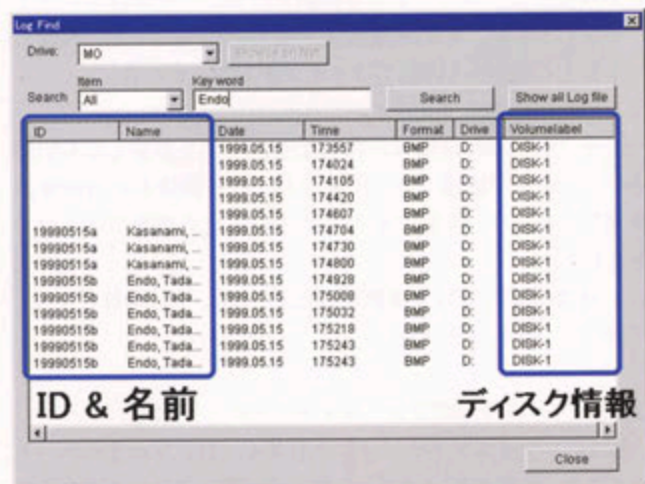 Log Find
Drive: MO
Item Key word
Search All Endo Search Show all Log file
ID Name Date Time Format Drive Volumelabel
1999.05.15 173557 BMP D: DISK-1
1999.05.15 174024 BMP D: DISK-1
1999.05.15 174105 BMP D: DISK-1
1999.05.15 174420 BMP D: DISK-1
1999.05.15 174607 BMP D: DISK-1
19990515a Kasanami, ... 1999.05.15 174704 BMP D: DISK-1
19990515a Kasanami, ... 1999.05.15 174730 BMP D: DISK-1
19990515a Kasanami, ... 1999.05.15 174800 BMP D: DISK-1
19990515b Endo, Tada... 1999.05.15 174928 BMP D: DISK-1
19990515b Endo, Tada... 1999.05.15 175008 BMP D: DISK-1
19990515b Endo, Tada... 1999.05.15 175032 BMP D: DISK-1
19990515b Endo, Tada... 1999.05.15 175218 BMP D: DISK-1
19990515b Endo, Tada... 1999.05.15 175243 BMP D: DISK-1
19990515b Endo, Tada... 1999.05.15 175243 BMP D: DISK-1
ID & 名前 ディスク情報
Close